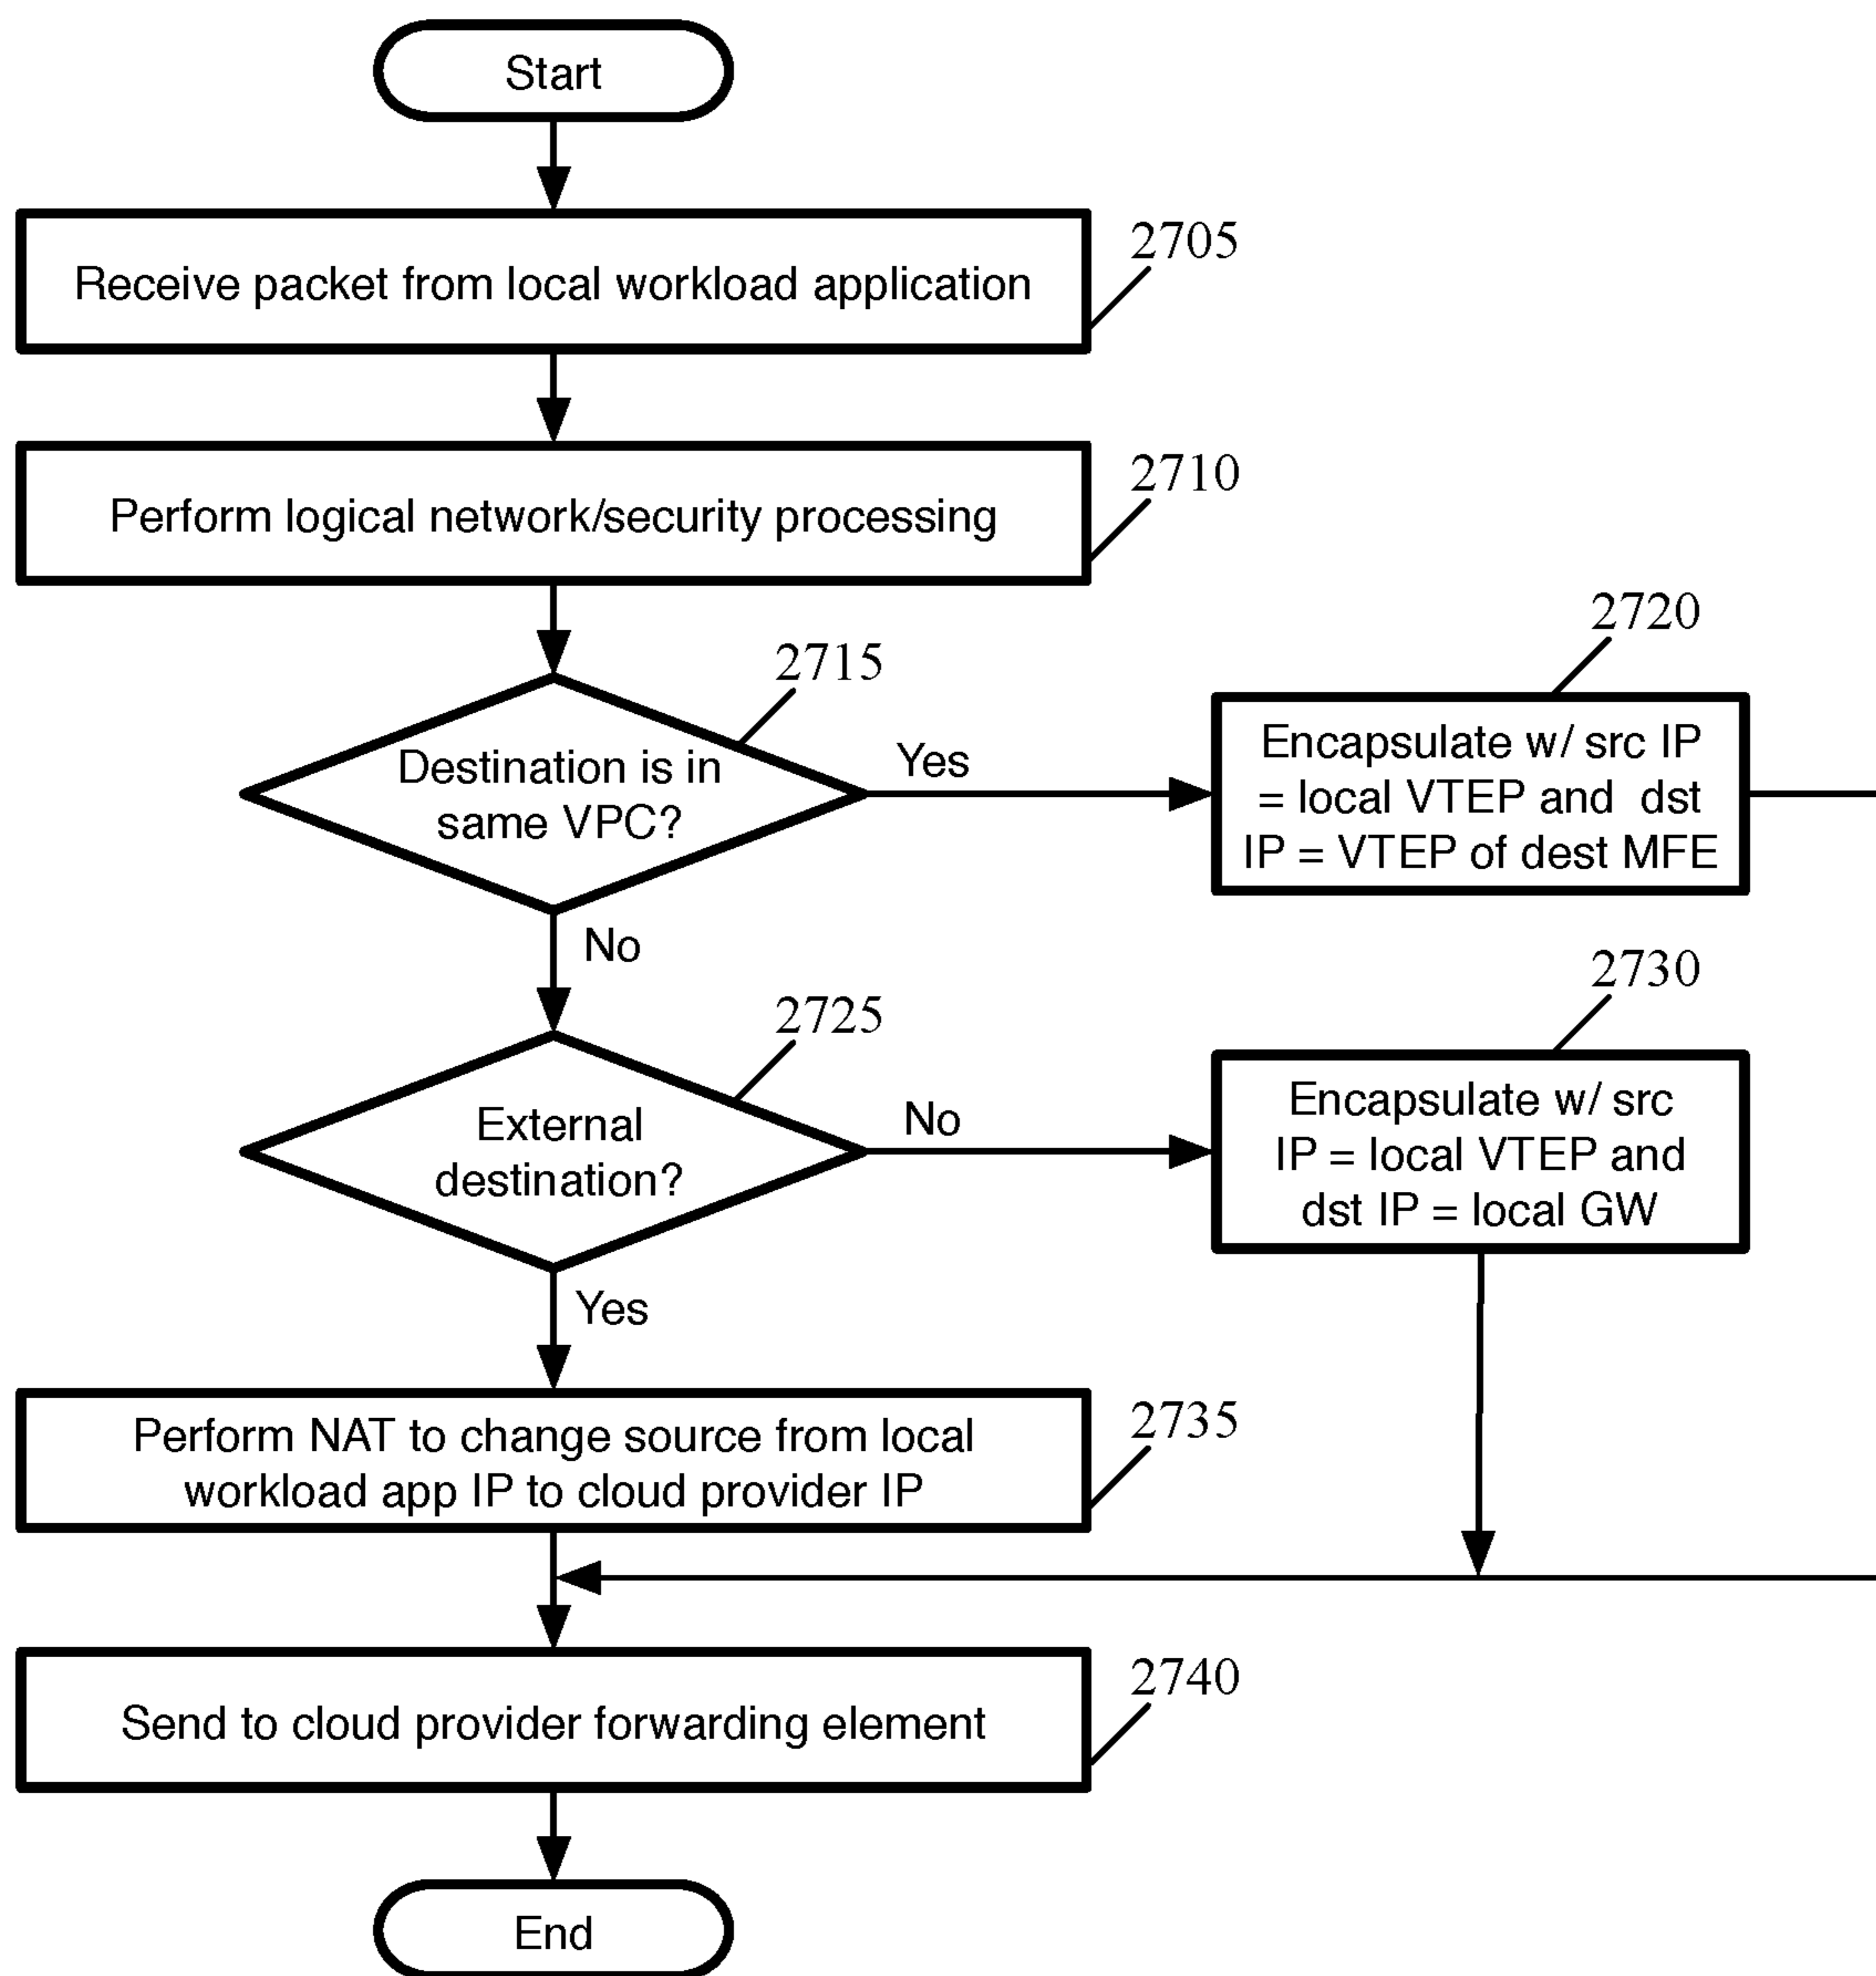 Start
2705
Receive packet from local workload application
2710
Perform logical network/security processing
2715
Destination is in
same VPC?
Yes
2720
Encapsulate w/ src IP
= local VTEP and dst
IP = VTEP of dest MFE
No
2725
External
destination?
No
2730
Encapsulate w/ src
IP = local VTEP and
dst IP = local GW
Yes
2735
Perform NAT to change source from local
workload app IP to cloud provider IP
2740
Send to cloud provider forwarding element
End